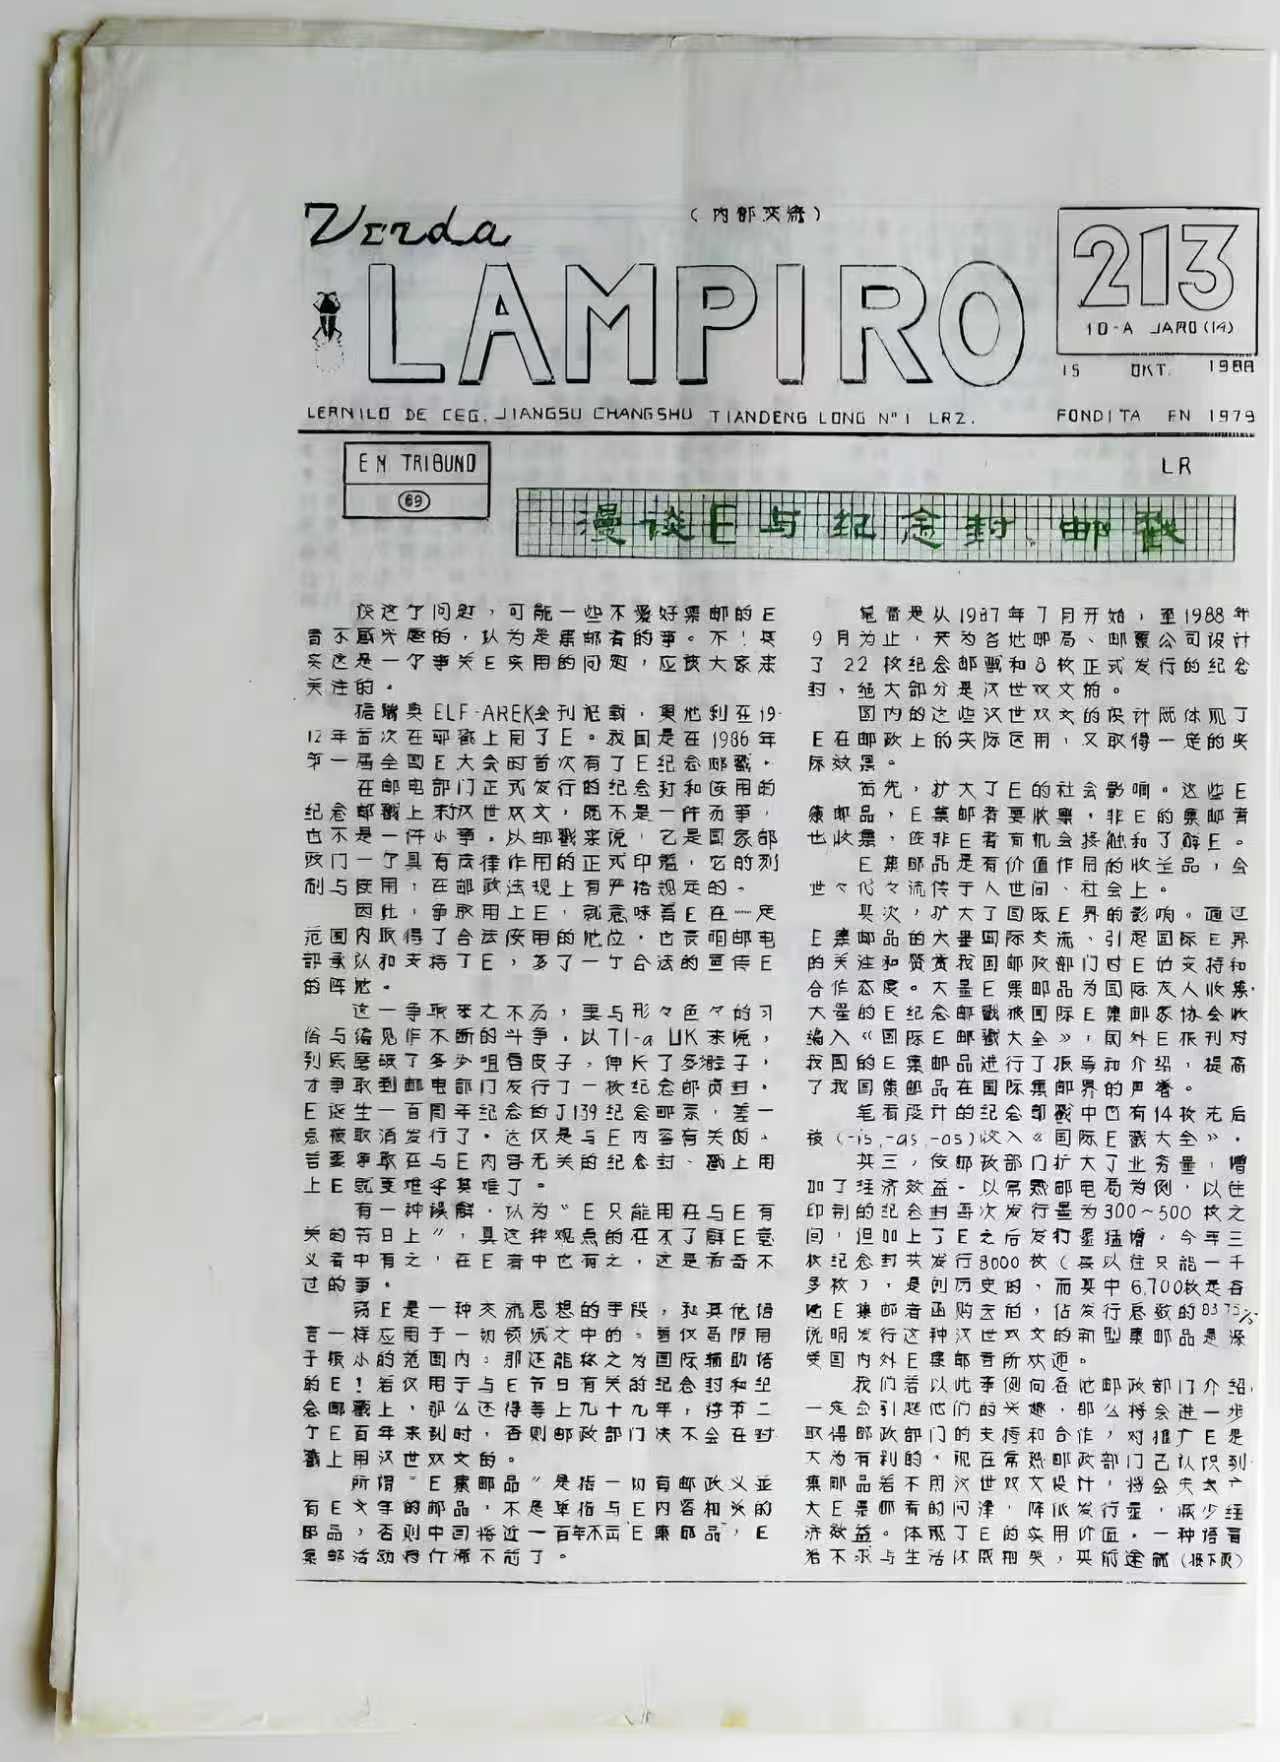 Verda
(内部交流)
LAMPIRO
213
10-A JARO (14)
15 OKT. 1988
LERNILO DE CEG. JIANGSU CHANGSHU TIANDENG LONG N°1 LRZ.
FONDITA EN 1979
EN TRIBUNO
69
LR
漫谈E与纪念封、邮戳
谈这个问题，可能一些不爱好集邮的E
者不感兴趣的，认为是集邮者的事。不！其
实这是一个事关E实用的问题，应该大家来
关注的。
据瑞奥ELF-AREK会刊记载，奥地利在19-
12年首次在邮戳上用了E。我国是在1986年
第一届全国E大会时首次有了E纪念邮戳。
在邮电部门正式发行的纪念封和使用的
纪念邮戳上来汉世双文，既不是一件易事，
也不是一件小事。以邮戳来说，它是国家邮
政门一个具有法律作用的正式印鉴，它的刻
制与使用，在邮政法规上有严格规定的。
因此，争取用上E，就意味着E在一定
范围内取得了合法使用的地位，也表明邮电
部承认和支持了E，多了一个合法的宣传E
的阵地。
这一争取来之不易，要与形々色々的习
俗与偏见作不断的斗争，以TI-a UK来说，
到底磨破了多少咀唇皮子，伸长了多脖子，
才争取到邮电部门发行了一枚纪念邮资封。
E诞生一百周年纪念的J139纪念邮票，差一
点被取消发行了。这仅是与E内容有关的。
若要争取在与E内容无关的纪念封、戳上用
上E就更难乎其难了。
有一种误解，认为“E只能用在与E有
关的节日上”，具这种观点的在不了解E意
义者中有之，在E者中也有之，这是希奇不
过的事。
E是一种交流思想的手段，和其他语
言一样应用于一切领域之中的。若仅局限用
于极小的范围内，那还能称之为国际辅助语
的E！若仅用于与E节日有关的纪念封和纪
念邮戳上，那么还得等上九十九年，待第二
个E百年来到时，否则邮政部门决不会在封
戳上用汉世双文的。
所谓“E集邮品”是指一切有邮政义並
有E文字的邮品，不是单指与E内容相关的
邮品，否则中国将近一百年不出E集邮品，E
集邮活动将停滞不前了。
笔者是从1987年7月开始，至1988年
9月为止，共为各地邮局、邮票公司设计
了22枚纪念邮戳和8枚正式发行的纪念
封，绝大部分是汉世双文的。
国内的这些汉世双文的设计既体现了
E在邮政上的实际运用，又取得一定的实
际效果。
首先，扩大了E的社会影响。这些E
集邮品，E集邮者要收集，非E的集邮者
也收集，使非E者有机会接触和了解E。
E集邮品是有价值作用的收藏品，会
世々代々流传于人世间、社会上。
其次，扩大了国际E界的影响。通过
E集邮品的大量国际交流、引起国际E界
的关注和赞赏我国邮政部门对E的支持和
合作态度。大量E集邮品为国际友人收集，
大量的E纪念邮戳被国际E集邮家协会收
编入《国际E邮戳大全》，国外E报刊对
我国的E集邮品进行了报导和介绍，提高
了我国集邮品在国际集邮界的声誉。
笔者设计的纪念邮戳中已有14枚先后
被(-is,-as,-os)收入《国际E戳大全》。
其三，使邮政部门扩大了业务量，增
加了经济效益。以常熟邮电局为例，以往
印制的纪念封每次发行量为300～500枚之
间，但加上了E之后发行量猛增。今年三
枚纪念封共发行8000枚（按以往只能一千
多枚），是创历史的，而其中6,700枚是各
地E集邮者函购去的，佔发行总数的83.75%，
说明发行这种汉世双文的新型集邮品是深
受国内外E集邮者所欢迎。
我们若以此事例向各地邮政部门介绍，
一定会引起他们的兴趣，那么将会进一步
取得邮政部门的支持和合作，对推广E是
大为有利的。现在常熟邮政部门已认识到
集邮品若不用汉世双文设计，将会失去广
大E集邮者的问津，降低发行量，减少经
济效益。体现了E的实用价值。一种语言
若不求与生活休戚相关，其前途就(接下页)